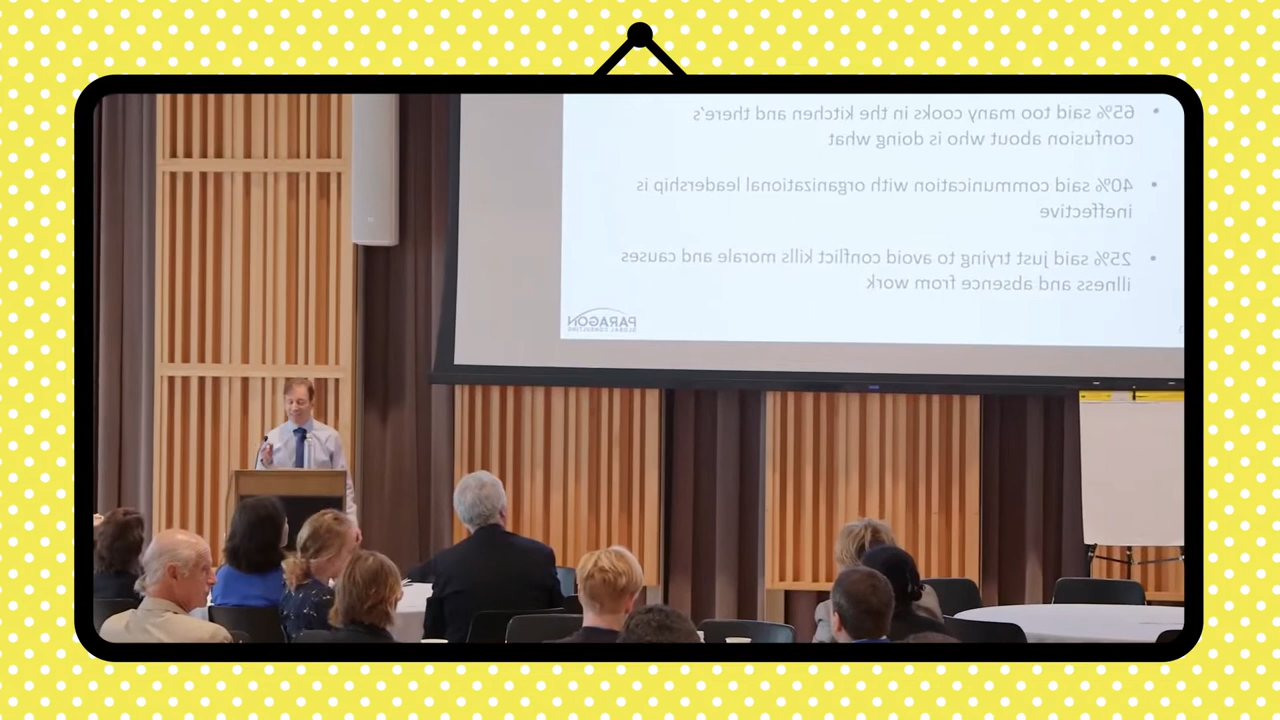 65% said too many cooks in the kitchen and there's
confusion about who is doing what
40% said communication with organizational leadership is
ineffective
25% said just trying to avoid conflict kills morale and causes
illness and absence from work
PARAGON
GLOBAL CONSULTING